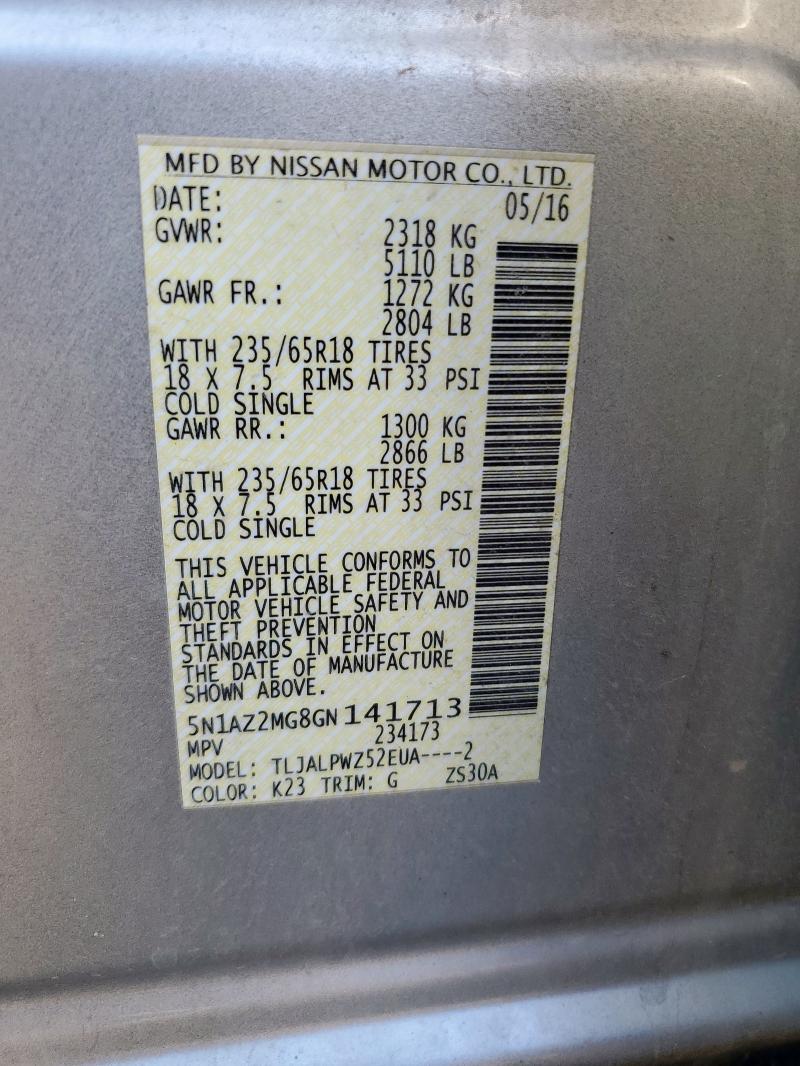 MFD BY NISSAN MOTOR CO., LTD.
DATE: 05/16
GVWR: 2318 KG
5110 LB
GAWR FR.: 1272 KG
2804 LB
WITH 235/65R18 TIRES
18 X 7.5 RIMS AT 33 PSI
COLD SINGLE
GAWR RR.: 1300 KG
2866 LB
WITH 235/65R18 TIRES
18 X 7.5 RIMS AT 33 PSI
COLD SINGLE
THIS VEHICLE CONFORMS TO
ALL APPLICABLE FEDERAL
MOTOR VEHICLE SAFETY AND
THEFT PREVENTION
STANDARDS IN EFFECT ON
THE DATE OF MANUFACTURE
SHOWN ABOVE.
5N1AZ2MG8GN141713
MPV 234173
MODEL: TLJALPWZ52EUA----2
COLOR: K23 TRIM: G ZS30A